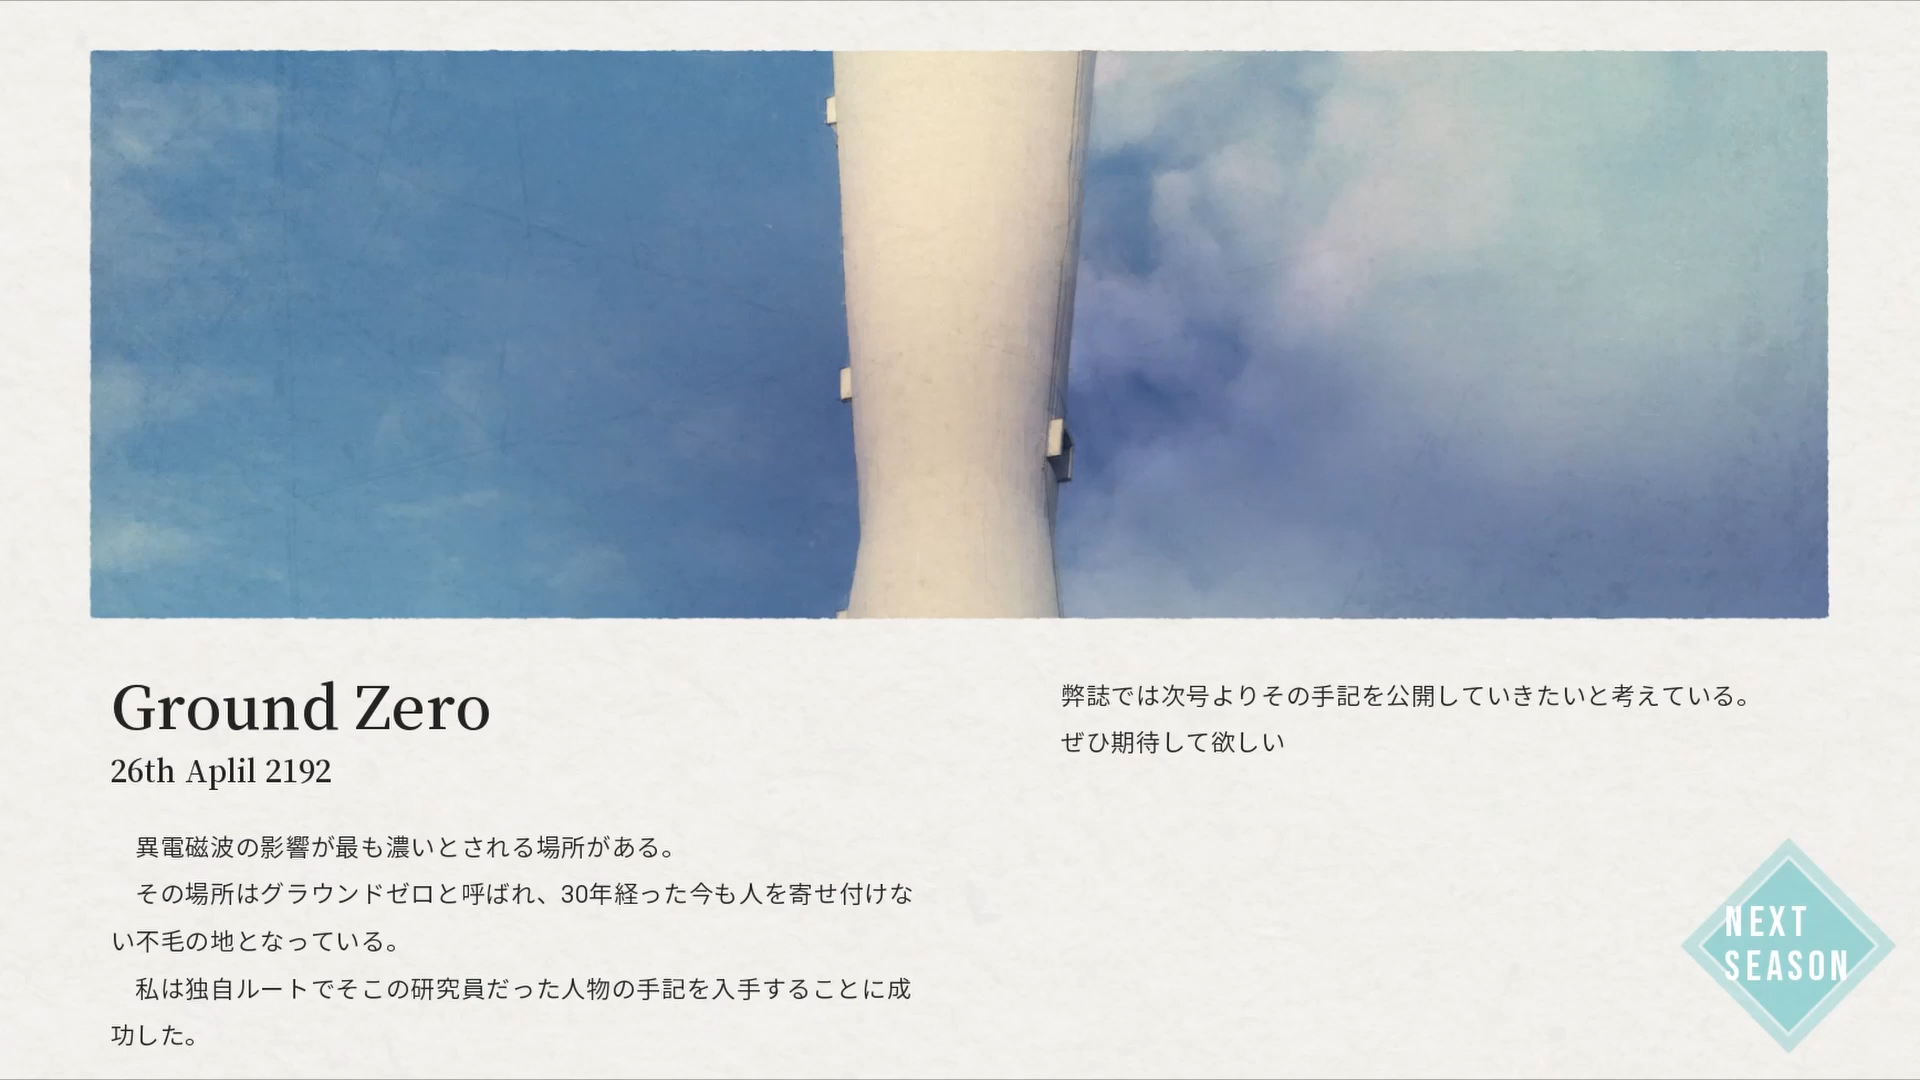 Ground Zero
26th Aplil 2192
　異電磁波の影響が最も濃いとされる場所がある。
　その場所はグラウンドゼロと呼ばれ、30年経った今も人を寄せ付けな
い不毛の地となっている。
　私は独自ルートでそこの研究員だった人物の手記を入手することに成
功した。
弊誌では次号よりその手記を公開していきたいと考えている。
ぜひ期待して欲しい
NEXT
SEASON